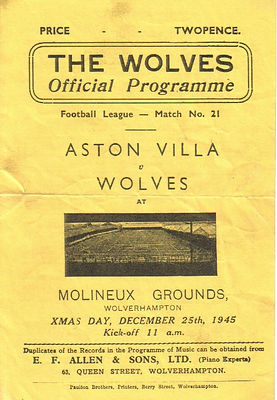 PRICE - - TWOPENCE.
THE WOLVES
Official Programme
Football League — Match No. 21
ASTON VILLA
v
WOLVES
AT
MOLINEUX GROUNDS,
WOLVERHAMPTON
XMAS DAY, DECEMBER 25th, 1945
Kick-off 11 a.m.
Duplicates of the Records in the Programme of Music can be obtained from
E. F. ALLEN & SONS, LTD. (Piano Experts)
63, QUEEN STREET, WOLVERHAMPTON.
Paulton Brothers, Printers, Berry Street, Wolverhampton.